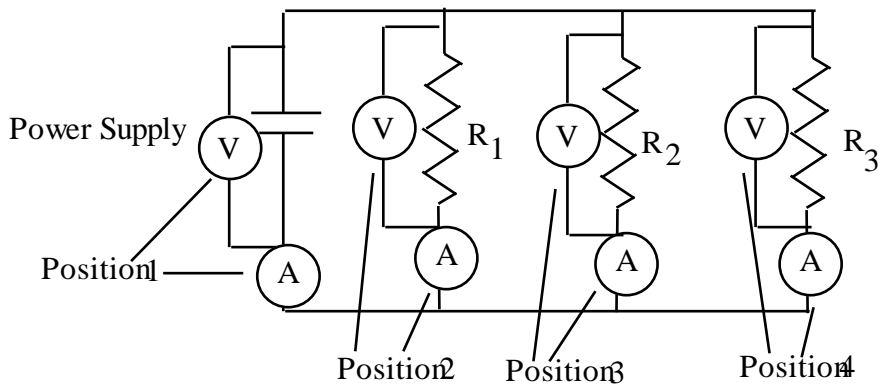 Power Supply
V
V
V
V
R1
R2
R3
A
A
A
A
Position1
Position2
Position3
Position4